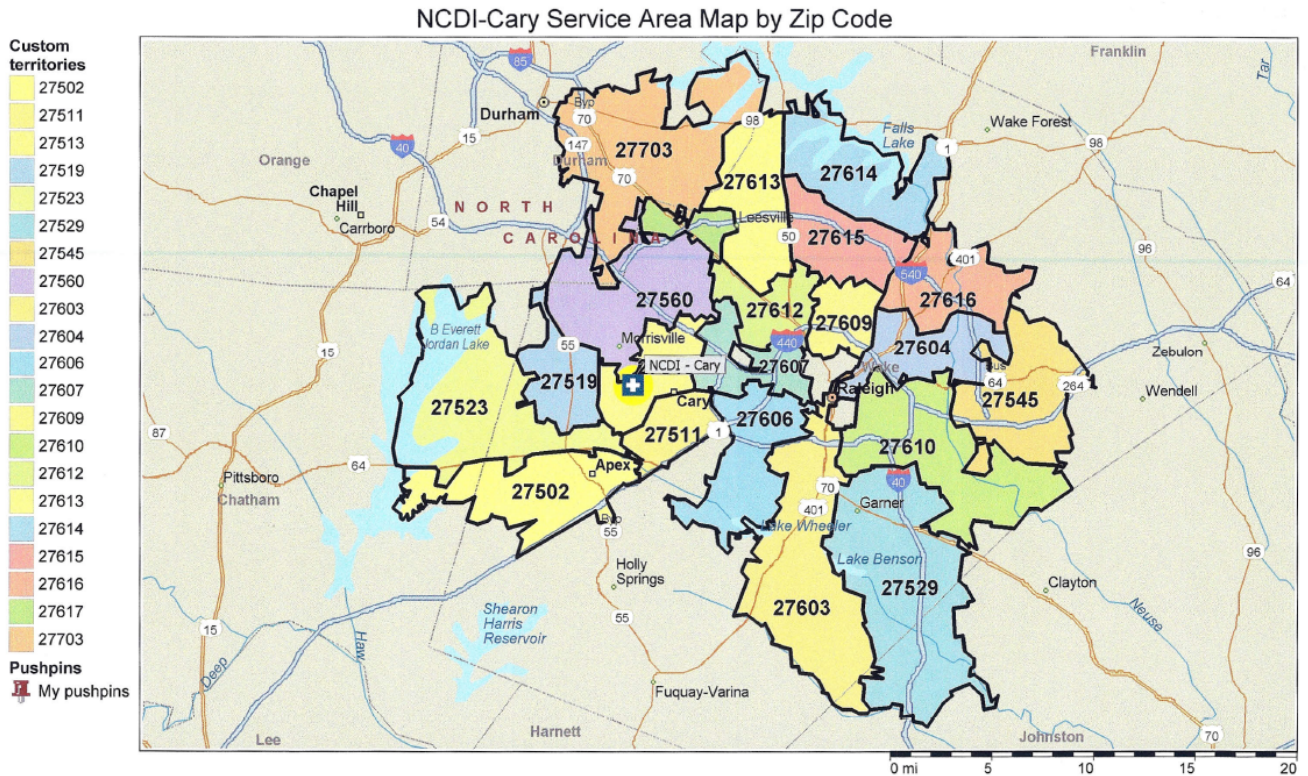 NCDI-Cary Service Area Map by Zip Code
Custom
territories
27502
27511
27513
27519
27523
27529
27545
27560
27603
27604
27606
27607
27609
27610
27612
27613
27614
27615
27616
27617
27703
Pushpins
My pushpins
Franklin
Tar
85
Durham
Byp
70
98
Falls
Lake
Wake Forest
15
40
147
Durham
27703
1
98
Orange
70
27613
27614
Chapel
Hill
Carrboro
54
NORTH
CAROLINA
Leesville
50
27615
401
96
540
64
27560
27612
27609
27616
B Everett
Jordan Lake
15
55
Morrisville
440
27604
Zebulon
NCDI - Cary
27607
Wake
Bus
64
264
1
27519
Raleigh
Wendell
27523
Cary
27606
27545
87
27511
1
27610
64
Apex
Pittsboro
Chatham
27502
70
40
Garner
401
Byp
55
Lake Wheeler
96
Holly
Springs
Lake Benson
27529
Clayton
Shearon
Harris
Reservoir
27603
Neuse
15
55
Haw
Deep
Fuquay-Varina
Lee
Harnett
Johnston
70
0 mi 5 10 15 20